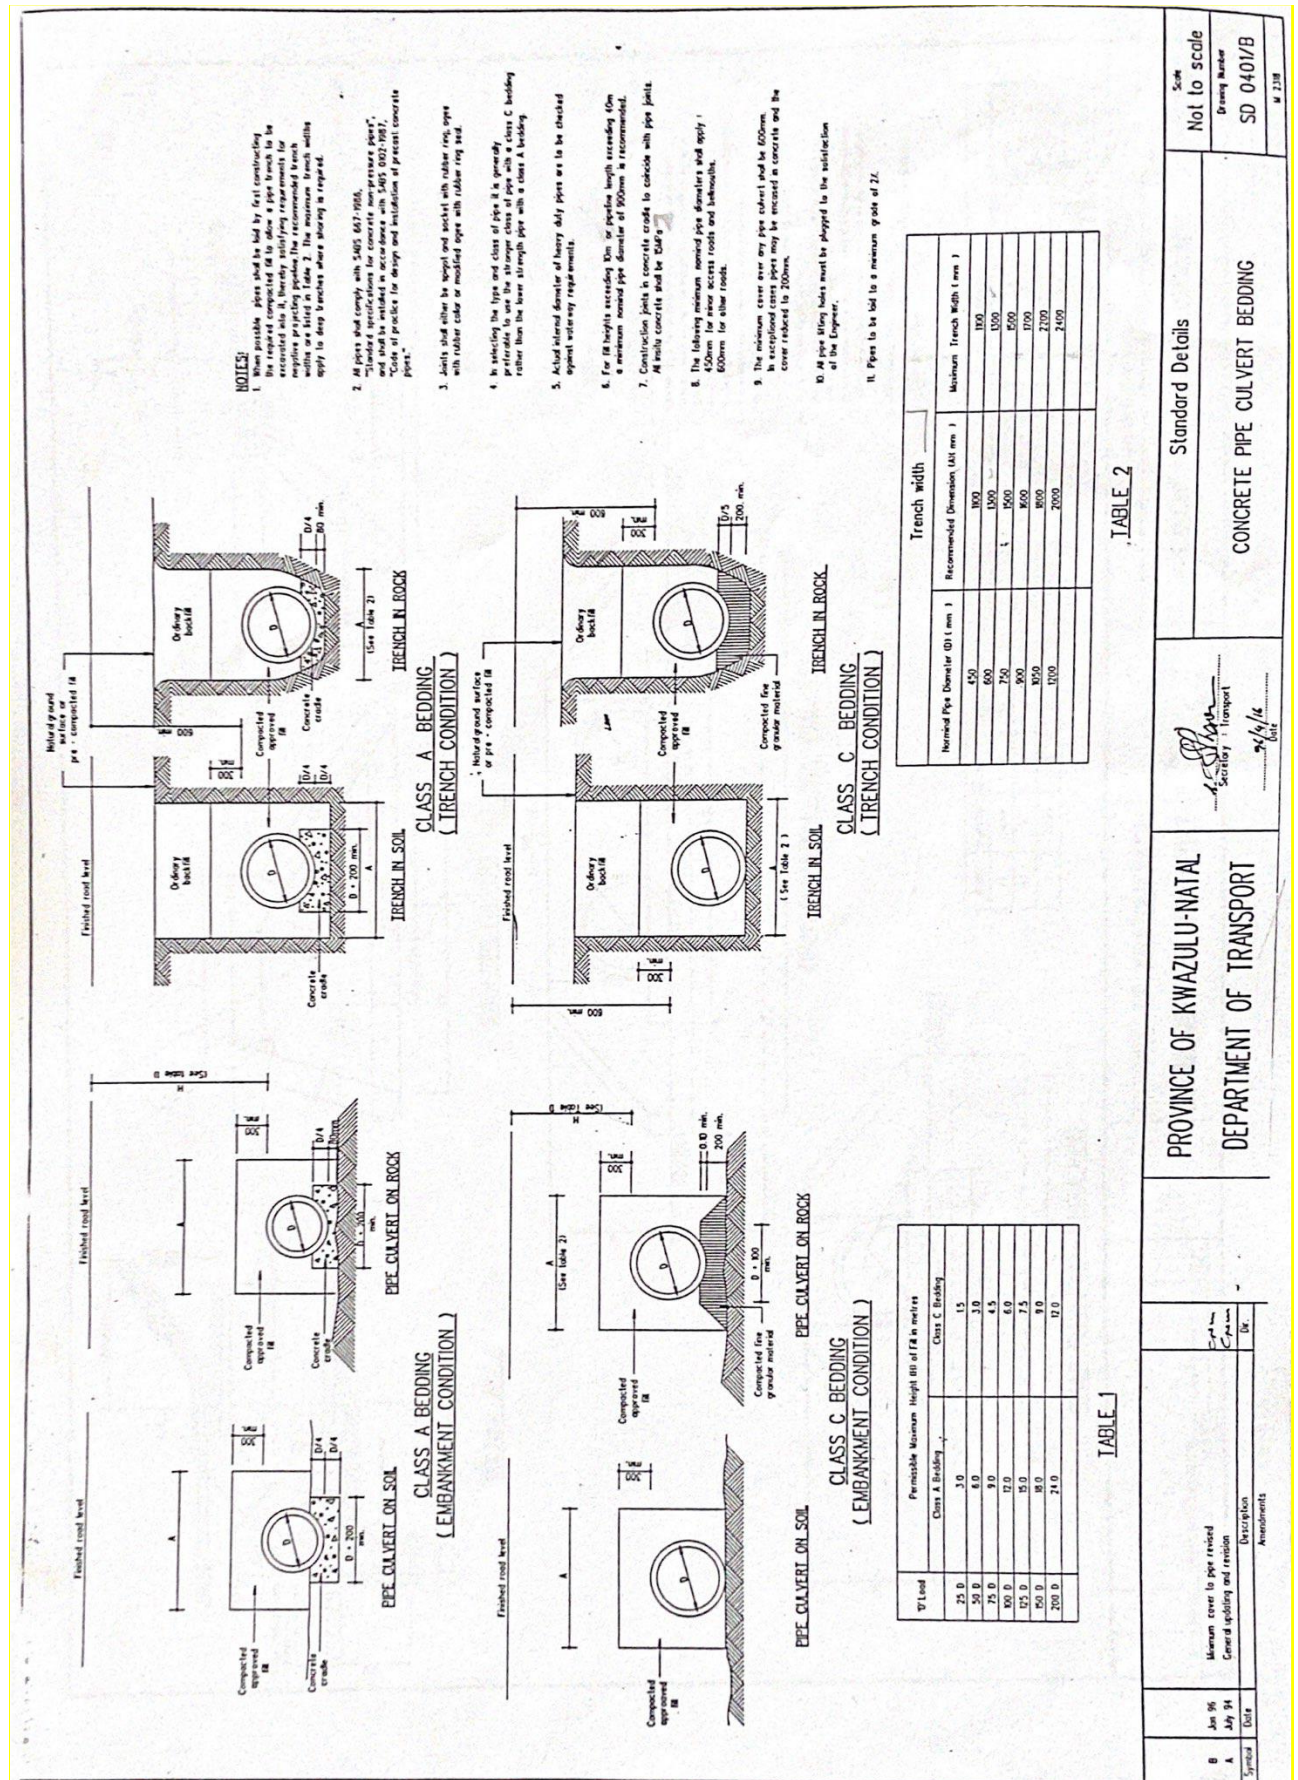 NOTES:
1. When possible pipes shall be laid by first constructing
the required compacted fill to allow a pipe trench to be
excavated into it, thereby satisfying requirements for
negative projecting pipeline. The recommended trench
widths are listed in Table 2. The maximum trench widths
apply to deep trenches where shoring is required.
2. All pipes shall comply with SABS 667-1986,
"Standard specifications for concrete non-pressure pipes",
and shall be installed in accordance with SABS 0102-1987,
"Code of practice for design and installation of precast concrete
pipes."
3. Joints shall either be spigot and socket with rubber ring, ogee
with rubber collar or modified ogee with rubber ring seal.
4. In selecting the type and class of pipe it is generally
preferable to use the stronger class of pipe with a class C bedding
rather than the lower strength pipe with a class A bedding.
5. Actual internal diameter of heavy duty pipes are to be checked
against waterway requirements.
6. For fill heights exceeding 10m or pipeline length exceeding 40m
a minimum nominal pipe diameter of 900mm is recommended.
7. Construction joints in concrete cradle to coincide with pipe joints.
All insitu concrete shall be 15MPa
8. The following minimum nominal pipe diameters shall apply :
450mm for minor access roads and bellmouths.
600mm for other roads.
9. The minimum cover over any pipe culvert shall be 600mm.
In exceptional cases pipes may be encased in concrete and the
cover reduced to 200mm.
10. All pipe lifting holes must be plugged to the satisfaction
of the Engineer.
11. Pipes to be laid to a minimum grade of 2%.
Finished road level
A
300
min.
Compacted
approved
fill
D
D/4
D/4
Concrete
cradle
D + 200
min.
PIPE CULVERT ON SOIL
Finished road level
A
300
min.
H
(See Table 1)
Compacted
approved
fill
D
D/4
Concrete
cradle
D + 200
min.
PIPE CULVERT ON ROCK
CLASS A BEDDING
( EMBANKMENT CONDITION )
Finished road level
Natural ground
surface or
pre - compacted fill
Ordinary
backfill
300
min.
600
min.
Compacted
approved
fill
D
D/4
D/4
Concrete
cradle
D + 200 min.
A
TRENCH IN SOIL
Ordinary
backfill
D
D/4
80 min.
Concrete
cradle
A
(See Table 2)
TRENCH IN ROCK
CLASS A BEDDING
( TRENCH CONDITION )
Finished road level
A
300
min.
Compacted
approved
fill
D
PIPE CULVERT ON SOIL
H
(See Table 1)
A
(See Table 2)
300
min.
Compacted
approved
fill
D
0.1D min.
200 min.
D + 100
min.
Compacted fine
granular material
PIPE CULVERT ON ROCK
CLASS C BEDDING
( EMBANKMENT CONDITION )
Finished road level
Natural ground surface
or pre - compacted fill
600 min.
300
min.
Ordinary
backfill
Compacted
approved
fill
D
A
( See Table 2 )
TRENCH IN SOIL
Ordinary
backfill
600
min.
300
min.
D
D/5
200. min.
Compacted fine
granular material
TRENCH IN ROCK
CLASS C BEDDING
( TRENCH CONDITION )
'D' Load Permissible Maximum Height (H) of Fill in metres
Class A Bedding Class C Bedding
25 D 3.0 1.5
50 D 6.0 3.0
75 D 9.0 4.5
100 D 12.0 6.0
125 D 15.0 7.5
150 D 18.0 9.0
200 D 24.0 12.0
TABLE 1
Trench width
Norminal Pipe Diameter (D) ( mm ) Recommended Dimension (A)( mm ) Maximum Trench Width ( mm )
450 1100 1100
600 1300 1300
750 1500 1500
900 1600 1700
1050 1800 2200
1200 2000 2400
TABLE 2
B Jan 96 Minimum cover to pipe revised
A July 94 General updating and revision
Symbol Date Description Dir.
Amendments
PROVINCE OF KWAZULU-NATAL
DEPARTMENT OF TRANSPORT
Secretary : Transport
96/4/16
Date
Standard Details
CONCRETE PIPE CULVERT BEDDING
Scale
Not to scale
Drawing Number
SD 0401/B
M 2318